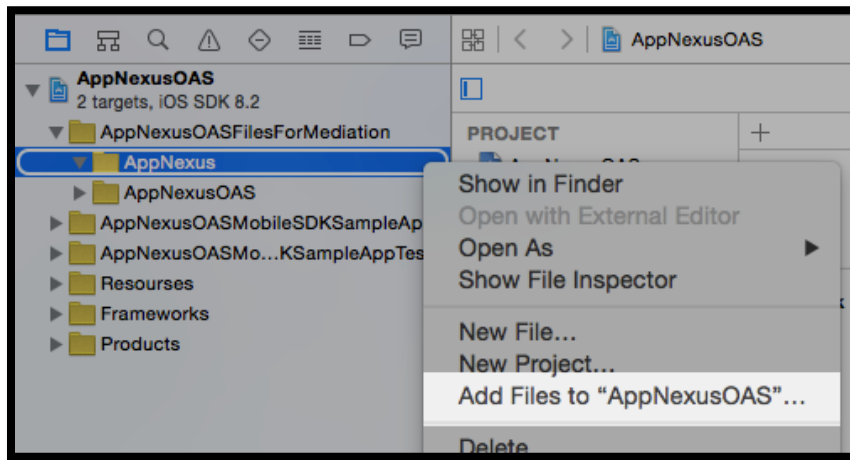 AppNexusOAS
AppNexusOAS
2 targets, iOS SDK 8.2
AppNexusOASFilesForMediation
PROJECT
AppNexus
AppNexusOAS
AppNexusOASMobileSDKSampleAp
AppNexusOASMo...KSampleAppTes
Resourses
Frameworks
Products
Show in Finder
Open with External Editor
Open As
Show File Inspector
New File...
New Project...
Add Files to “AppNexusOAS”...
Delete